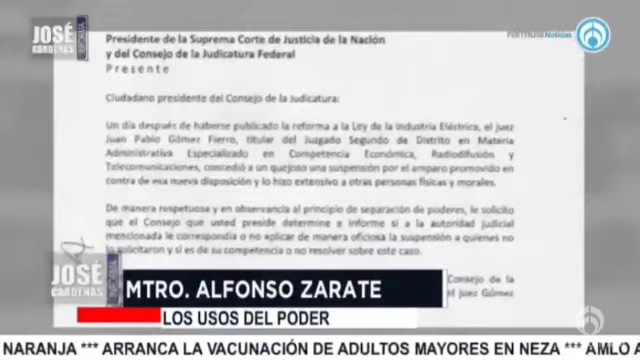 JOSÉ
CÁRDENAS
Fórmula Noticias
Presidente de la Suprema Corte de Justicia de la Nación
y del Consejo de la Judicatura Federal
Presente
Ciudadano presidente del Consejo de la Judicatura:
Un día después de haberse publicado la reforma a la Ley de la Industria Eléctrica, el juez
Juan Pablo Gómez Fierro, titular del Juzgado Segundo de Distrito en Materia
Administrativa Especializado en Competencia Económica, Radiodifusión y
Telecomunicaciones, concedió a un quejoso una suspensión por el amparo promovido en
contra de esa nueva disposición y lo hizo extensivo a otras personas físicas y morales.
De manera respetuosa y en observancia al principio de separación de poderes, le solicito
que el Consejo que usted preside determine e informe si a la autoridad judicial
mencionada le correspondía o no aplicar de manera oficiosa la suspensión a quienes no
lo solicitaron y si es de su competencia o no resolver sobre este caso.
Consejo de la
el juez Gómez
JOSÉ
CÁRDENAS
MTRO. ALFONSO ZARATE
LOS USOS DEL PODER
NARANJA *** ARRANCA LA VACUNACIÓN DE ADULTOS MAYORES EN NEZA *** AMLO A